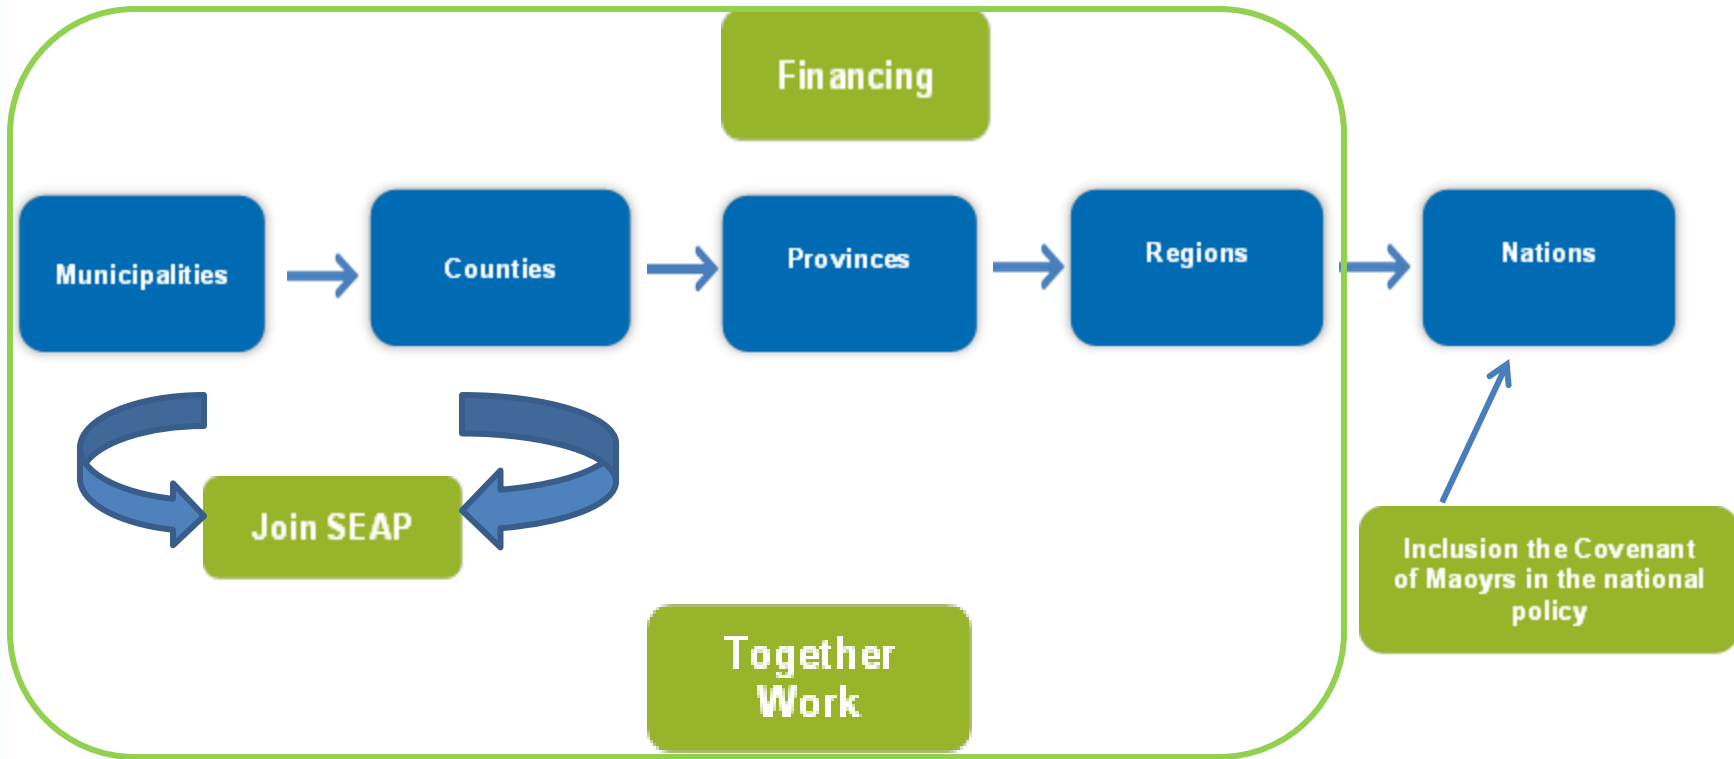 Financing
Municipalities
Counties
Provinces
Regions
Nations
Join SEAP
Inclusion the Covenant
of Maoyrs in the national
policy
Together
Work